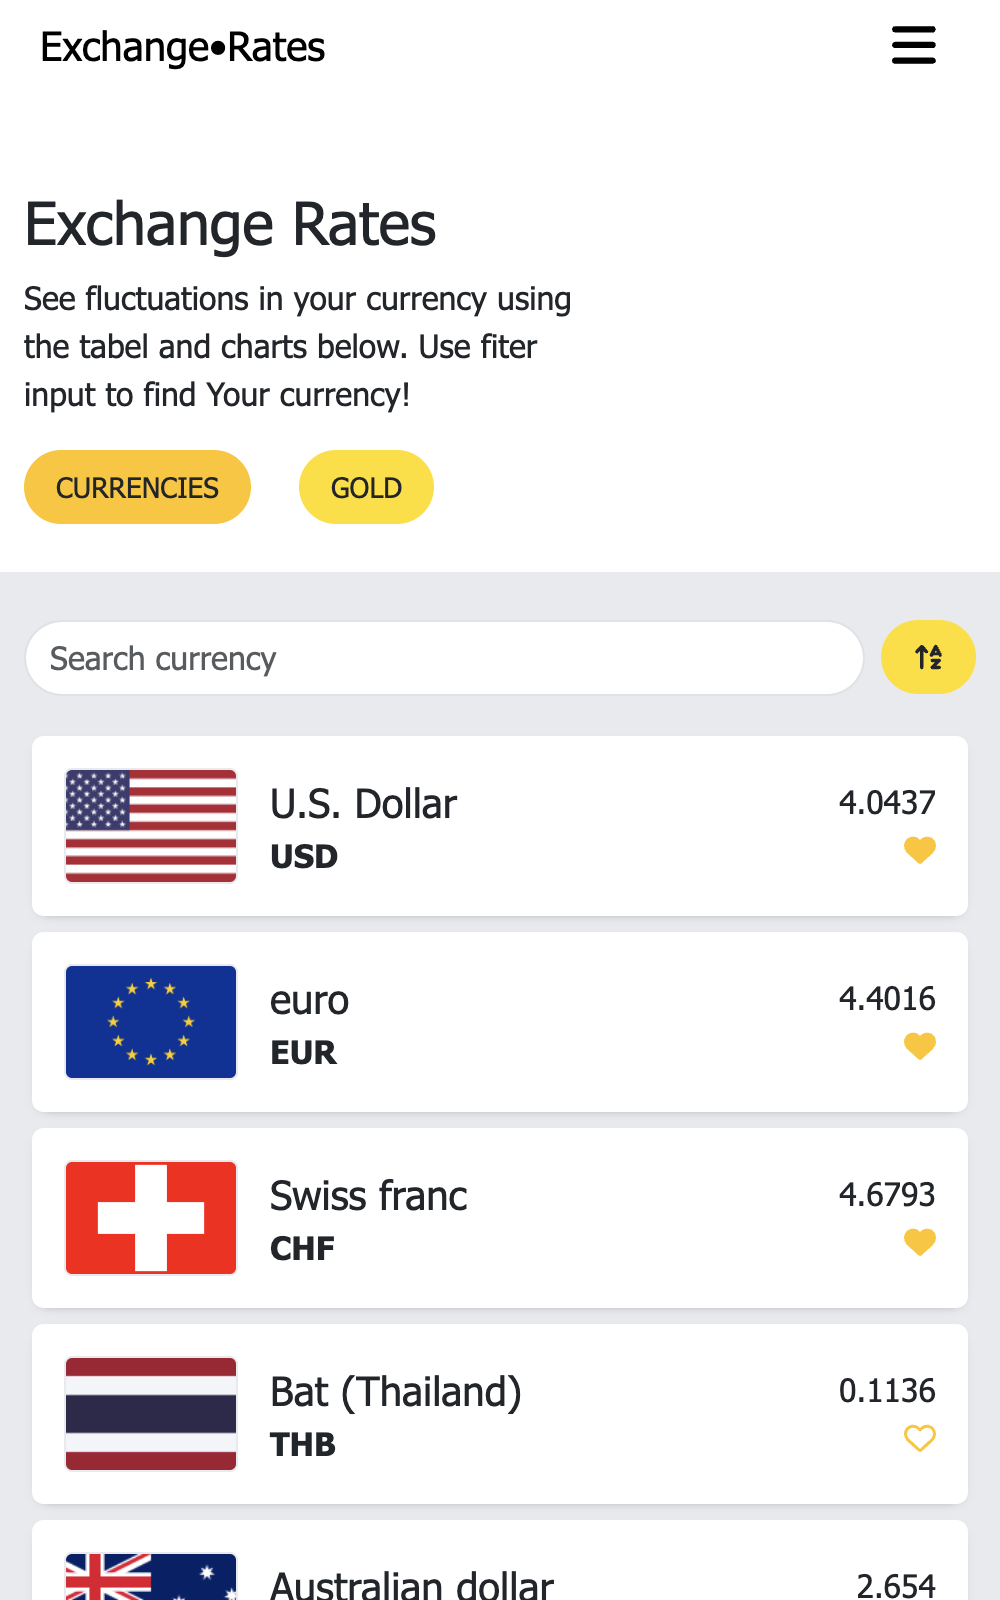 Exchange•Rates
Exchange Rates
See fluctuations in your currency using
the tabel and charts below. Use fiter
input to find Your currency!
CURRENCIES
GOLD
Search currency
U.S. Dollar
4.0437
USD
euro
4.4016
EUR
Swiss franc
4.6793
CHF
Bat (Thailand)
0.1136
THB
Australian dollar
2.654